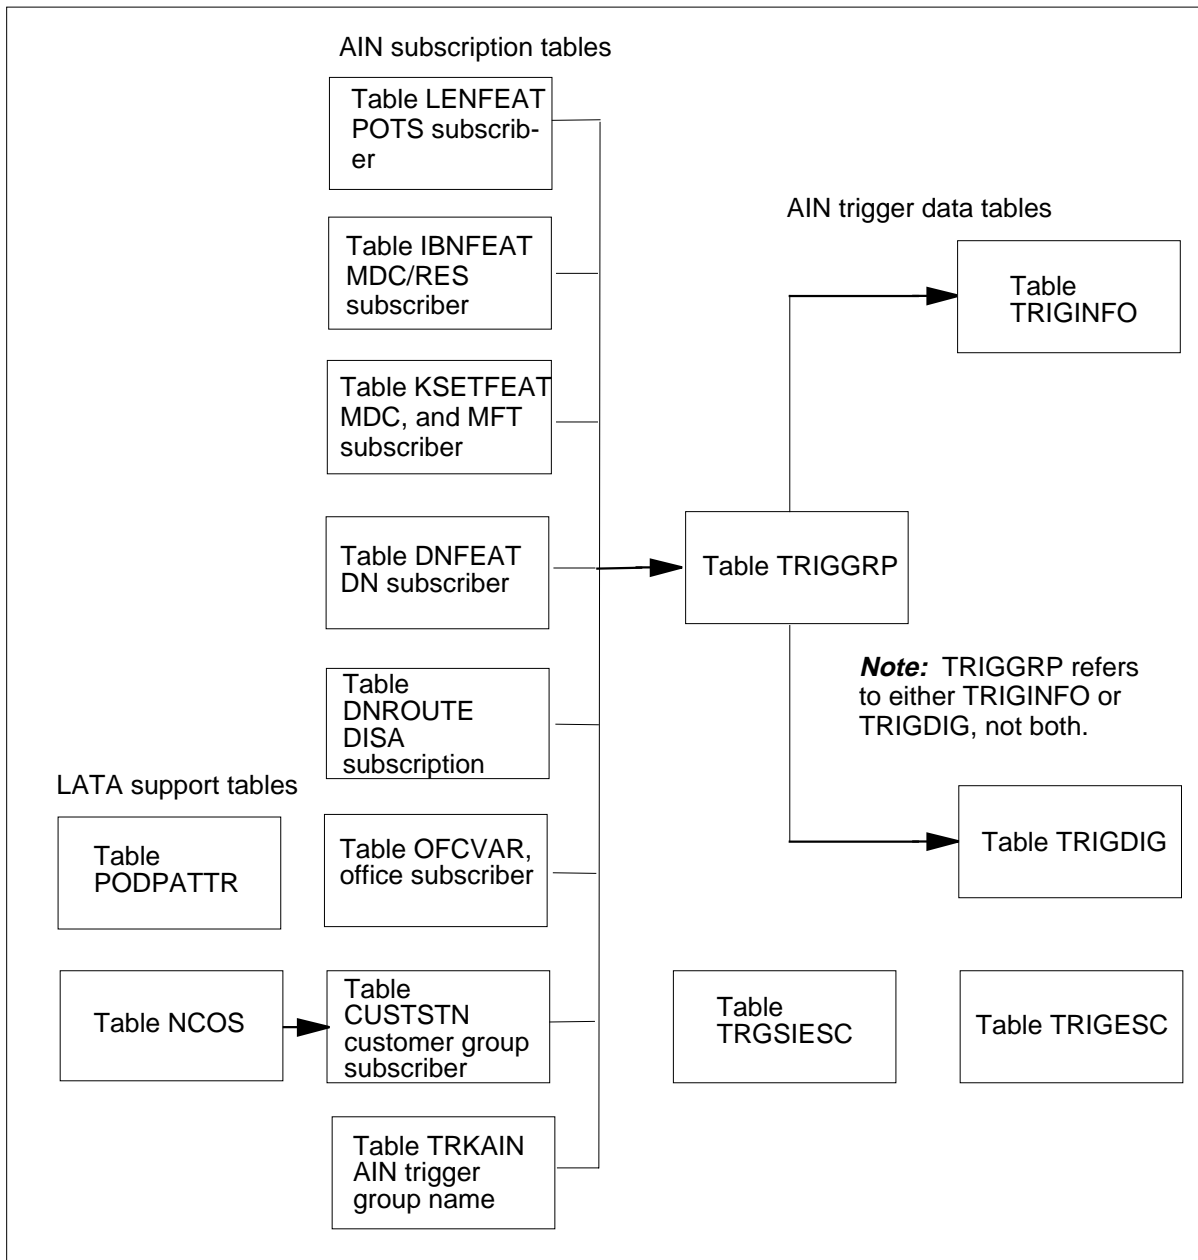 AIN subscription tables
Table LENFEAT
POTS subscrib-
er
Table IBNFEAT
MDC/RES
subscriber
Table KSETFEAT
MDC, and MFT
subscriber
Table DNFEAT
DN subscriber
Table
DNROUTE
DISA
subscription
LATA support tables
Table
PODPATTR
Table OFCVAR,
office subscriber
Table NCOS
Table
CUSTSTN
customer group
subscriber
Table TRKAIN
AIN trigger
group name
AIN trigger data tables
Table
TRIGINFO
Table TRIGGRP
Note: TRIGGRP refers
to either TRIGINFO or
TRIGDIG, not both.
Table TRIGDIG
Table
TRGSIESC
Table TRIGESC